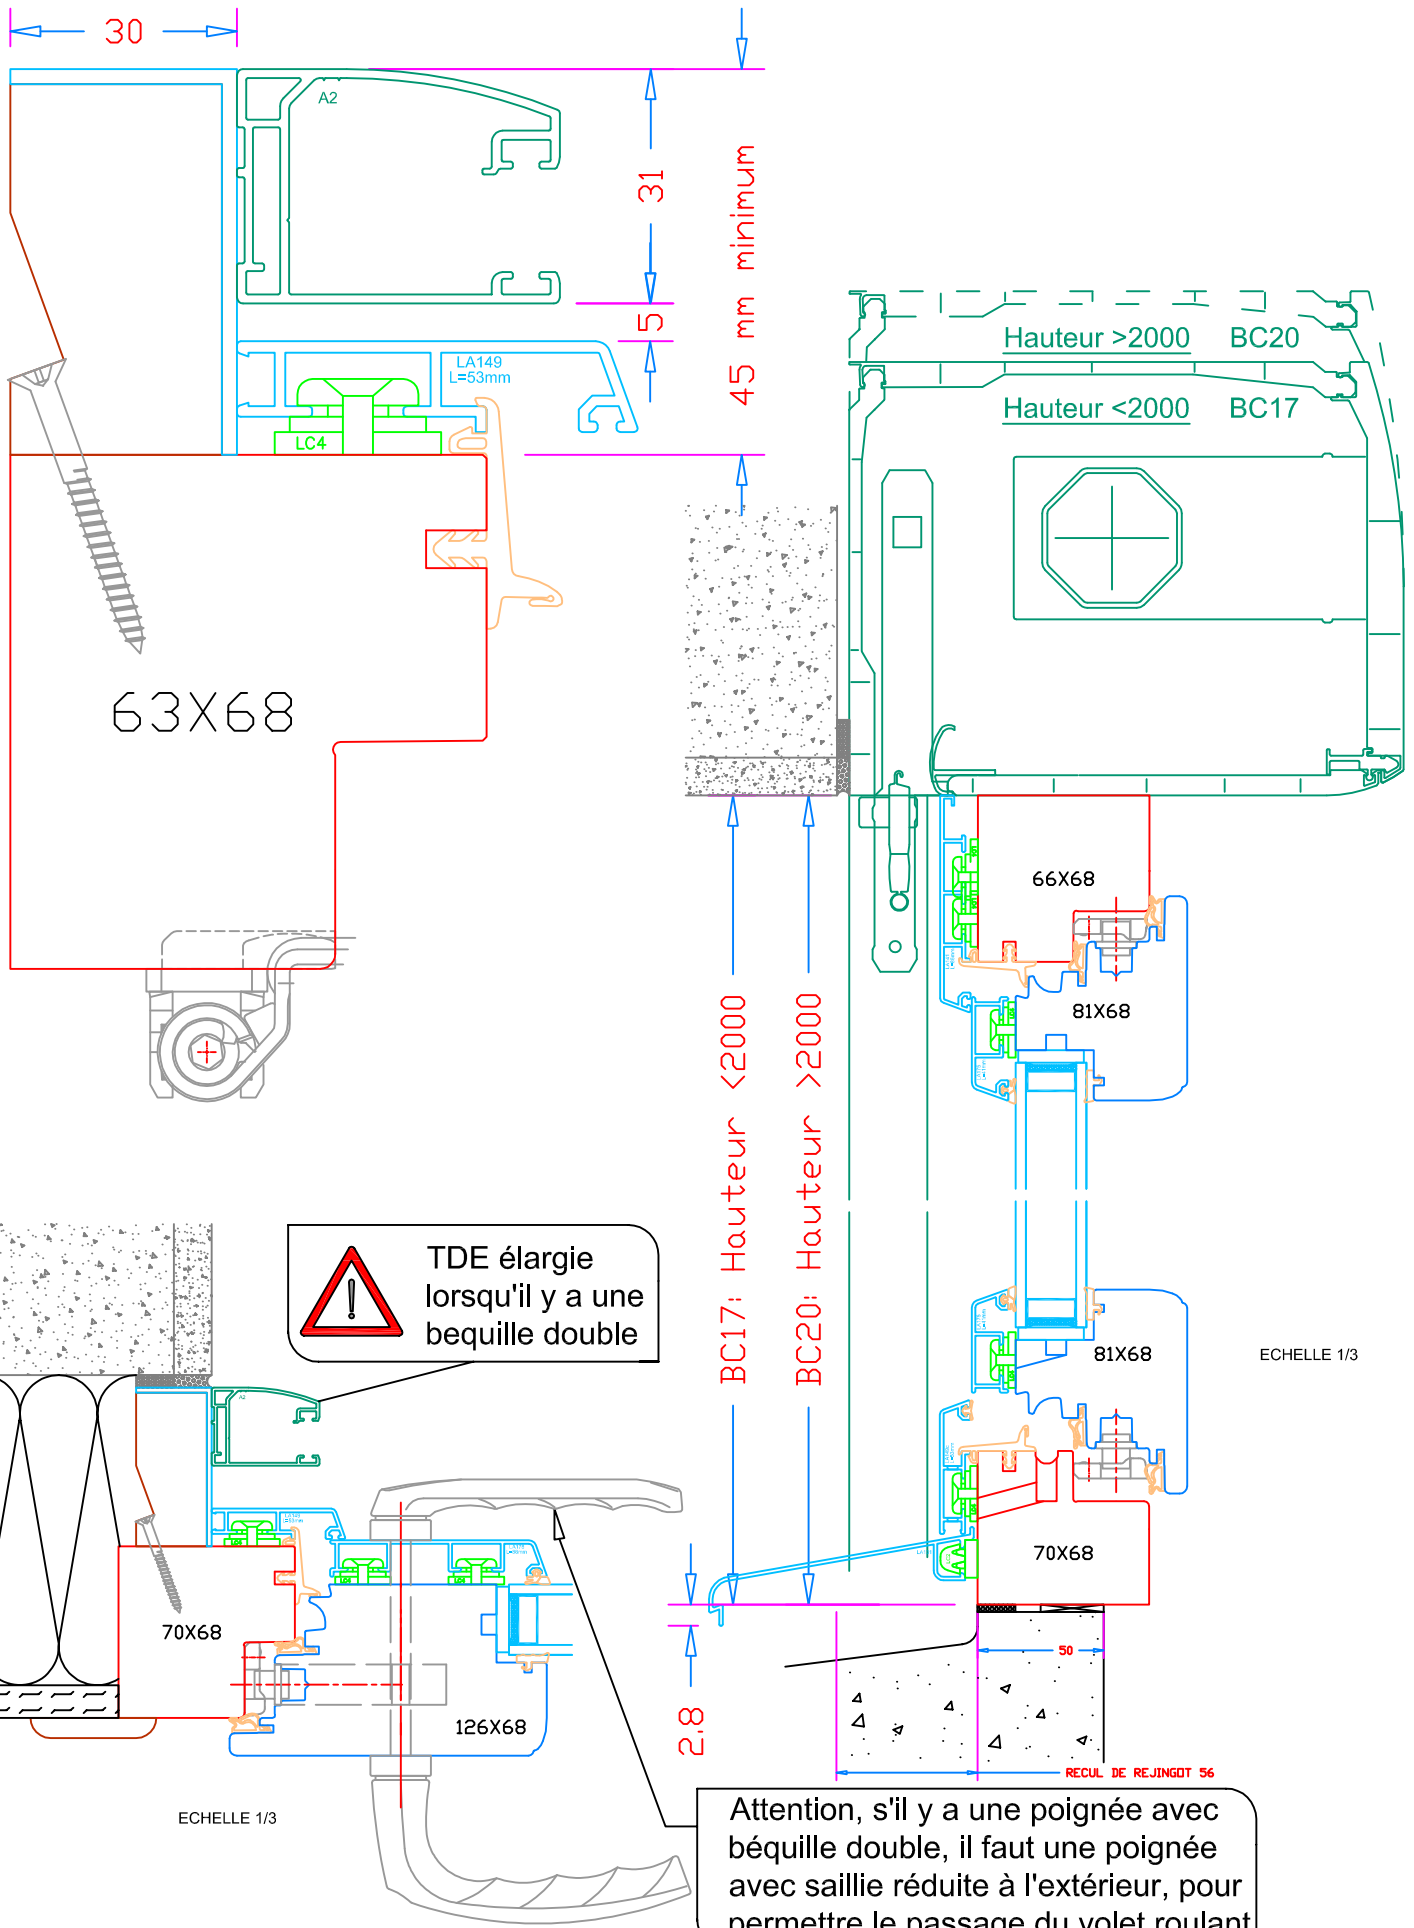 30
A2
31
5
45 mm minimum
LA149
L=53mm
LC4
63X68
Hauteur >2000 BC20
Hauteur <2000 BC17
66X68
81X68
BC17: Hauteur <2000
BC20: Hauteur >2000
81X68
ECHELLE 1/3
70X68
50
2.8
RECUL DE REJINGOT 56
TDE élargie
lorsqu'il y a une
bequille double
A2
70X68
126X68
ECHELLE 1/3
Attention, s'il y a une poignée avec
béquille double, il faut une poignée
avec saillie réduite à l'extérieur, pour
permettre le passage du volet roulant